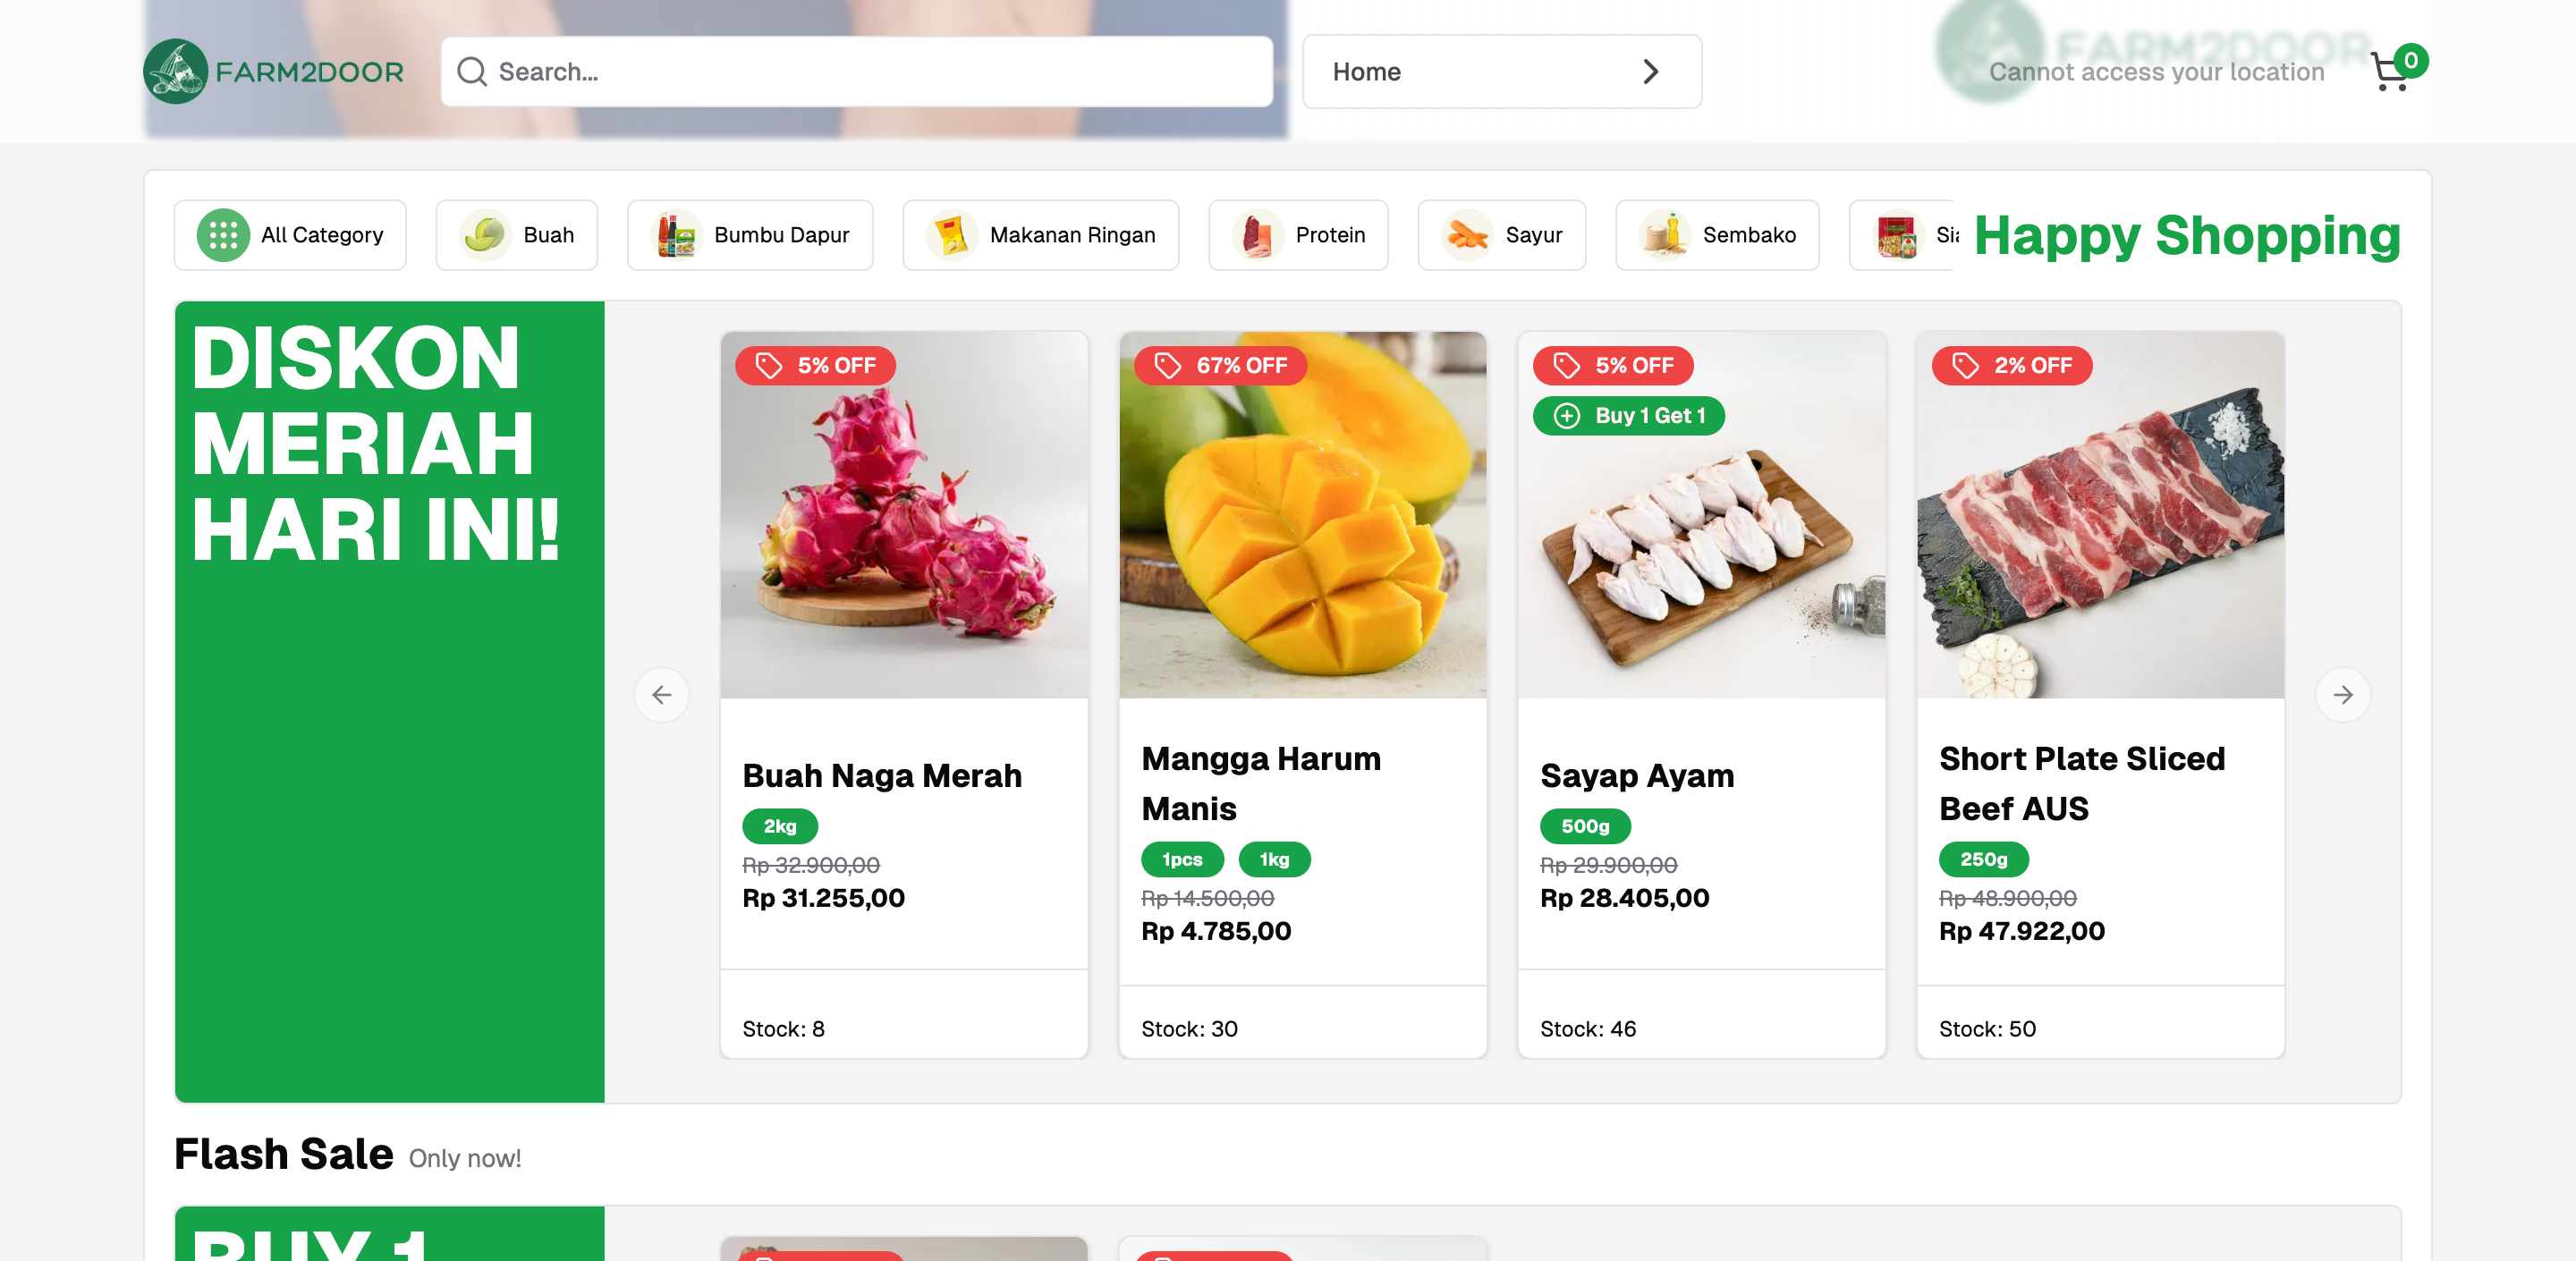 FARM2DOOR
Search...
Home
FARM2DOOR
Cannot access your location
0
All Category
Buah
Bumbu Dapur
Makanan Ringan
Protein
Sayur
Sembako
Happy Shopping
DISKON
MERIAH
HARI INI!
5% OFF
Buah Naga Merah
2kg
Rp 32.900,00
Rp 31.255,00
Stock: 8
67% OFF
Mangga Harum
Manis
1pcs 1kg
Rp 14.500,00
Rp 4.785,00
Stock: 30
5% OFF
Buy 1 Get 1
Sayap Ayam
500g
Rp 29.900,00
Rp 28.405,00
Stock: 46
2% OFF
Short Plate Sliced
Beef AUS
250g
Rp 48.900,00
Rp 47.922,00
Stock: 50
Flash Sale Only now!
BUY 1